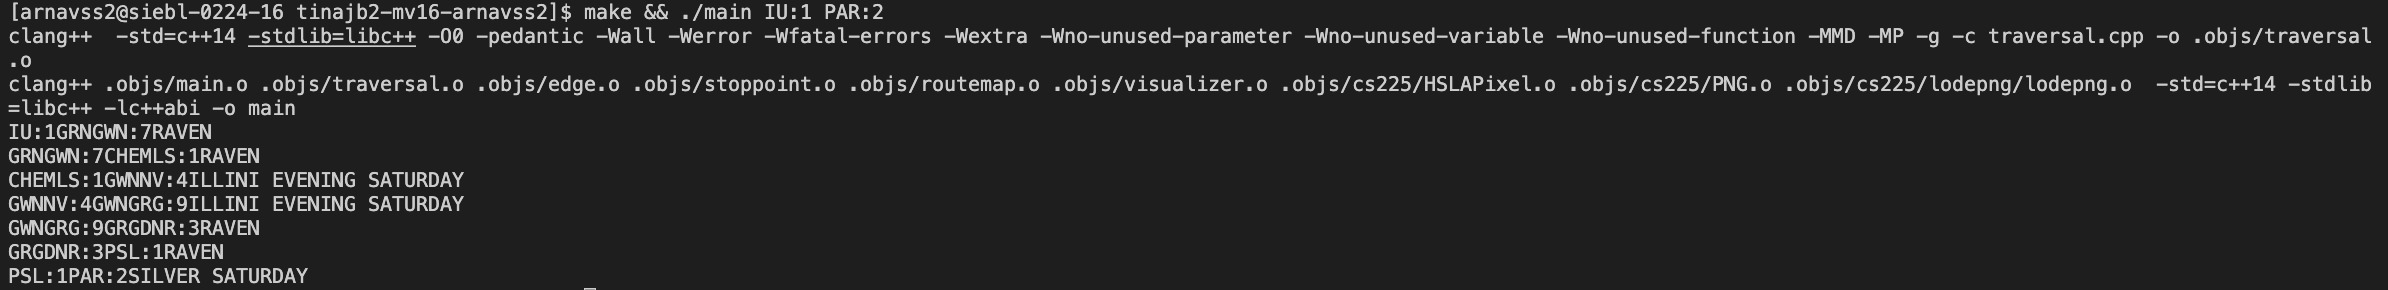 [arnavss2@siebl-0224-16 tinajb2-mv16-arnavss2]$ make && ./main IU:1 PAR:2
clang++  -std=c++14 -stdlib=libc++ -O0 -pedantic -Wall -Werror -Wfatal-errors -Wextra -Wno-unused-parameter -Wno-unused-variable -Wno-unused-function -MMD -MP -g -c traversal.cpp -o .objs/traversal
.o
clang++ .objs/main.o .objs/traversal.o .objs/edge.o .objs/stoppoint.o .objs/routemap.o .objs/visualizer.o .objs/cs225/HSLAPixel.o .objs/cs225/PNG.o .objs/cs225/lodepng/lodepng.o  -std=c++14 -stdlib
=libc++ -lc++abi -o main
IU:1GRNGWN:7RAVEN
GRNGWN:7CHEMLS:1RAVEN
CHEMLS:1GWNNV:4ILLINI EVENING SATURDAY
GWNNV:4GWNGRG:9ILLINI EVENING SATURDAY
GWNGRG:9GRGDNR:3RAVEN
GRGDNR:3PSL:1RAVEN
PSL:1PAR:2SILVER SATURDAY